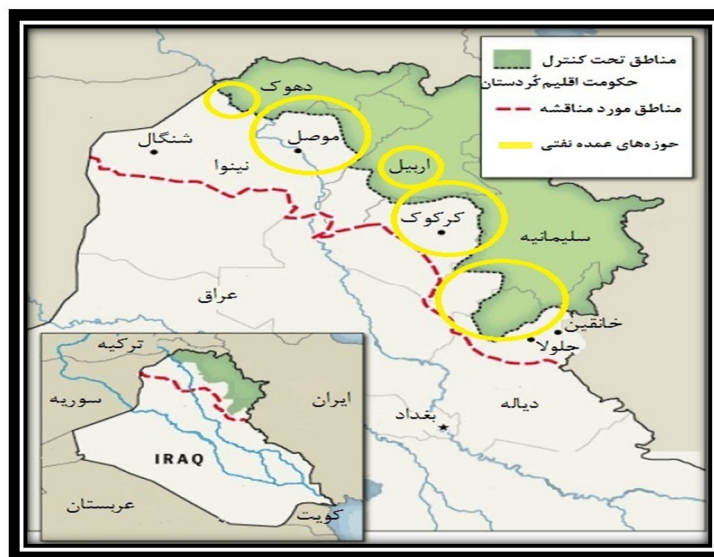 مناطق تحت کنترل
حکومت اقلیم کُردستان
مناطق مورد مناقشه
حوزه‌های عمده نفتی
دهوک
موصل
شنگال
نینوا
اربیل
کرکوک
سلیمانیه
عراق
خانقین
جلولا
دیاله
بغداد
ایران
ترکیه
سوریه
IRAQ
عربستان
کویت